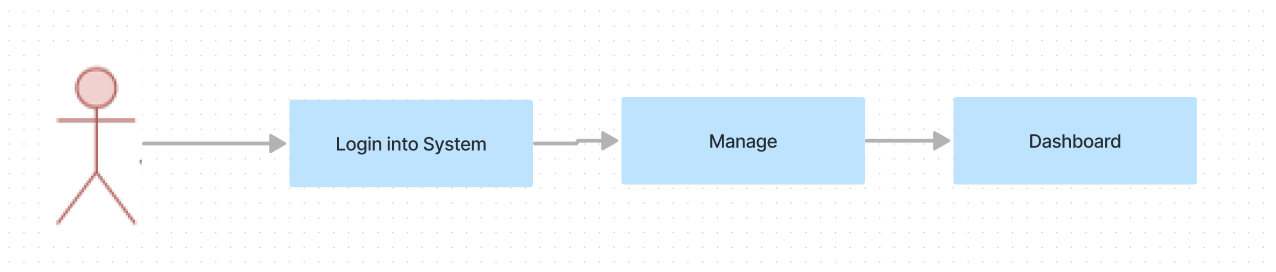 Login into System
Manage
Dashboard